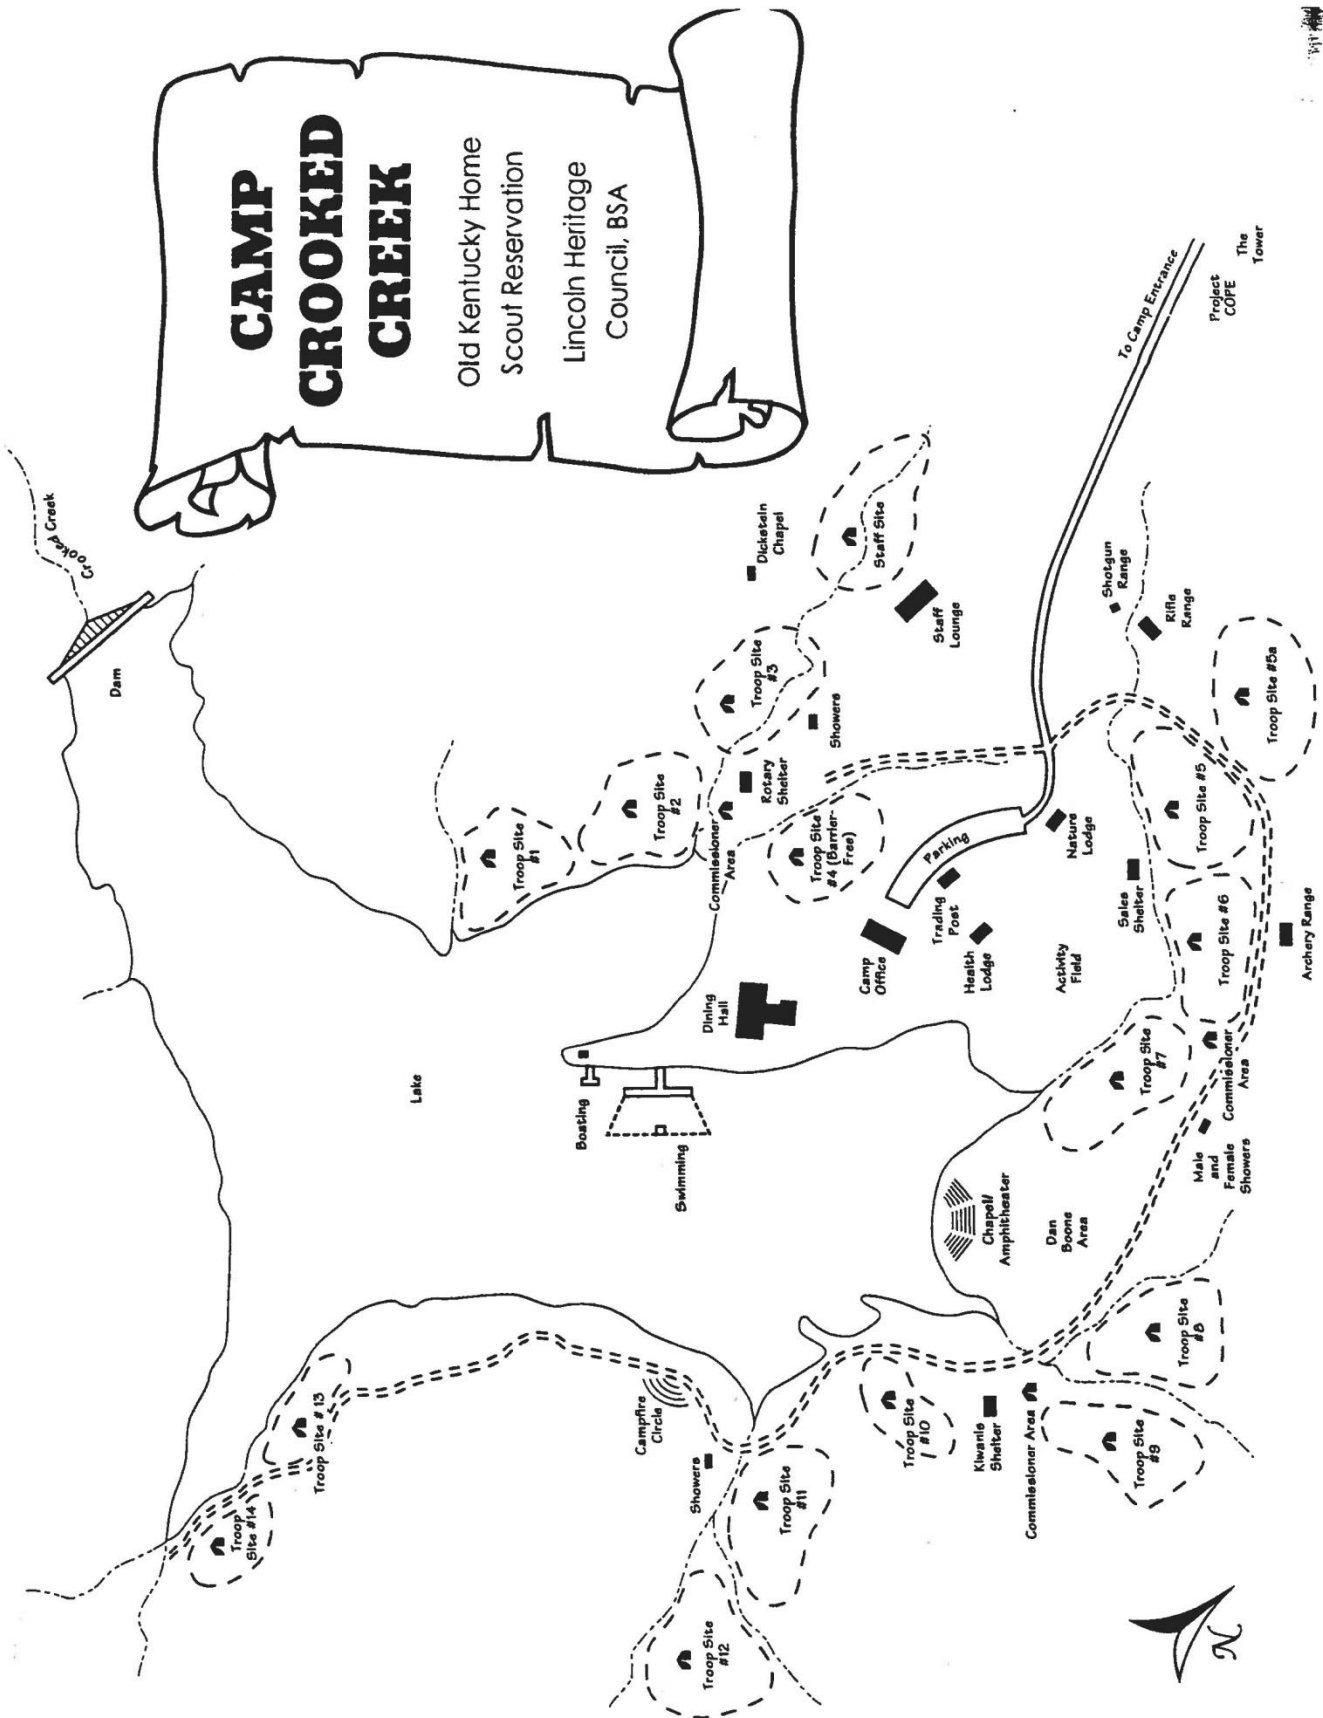 CAMP
CROOKED
CREEK
Old Kentucky Home
Scout Reservation
Lincoln Heritage
Council, BSA
Crooked Creek
Dam
Lake
Troop Site
#1
Troop Site
#2
Troop Site
#3
Commissioner
Area
Rotary
Shelter
Showers
Troop Site
#4 (Barrier-
Free)
Dickstein
Chapel
Staff Site
Staff
Lounge
To Camp Entrance
Project
COPE
The
Tower
Shotgun
Range
Rifle
Range
Parking
Camp
Office
Trading
Post
Health
Lodge
Nature
Lodge
Activity
Field
Sales
Shelter
Dining
Hall
Boating
Swimming
Troop Site #5a
Troop Site #5
Troop Site #6
Archery Range
Troop Site
#7
Commissioner
Area
Male
and
Female
Showers
Chapel/
Amphitheater
Dan
Boone
Area
Troop Site
#8
Troop Site
#9
Commissioner Area
Kiwanis
Shelter
Troop Site
#10
Troop Site
#11
Showers
Campfire
Circle
Troop Site
#12
Troop Site #13
Troop
Site #14
N